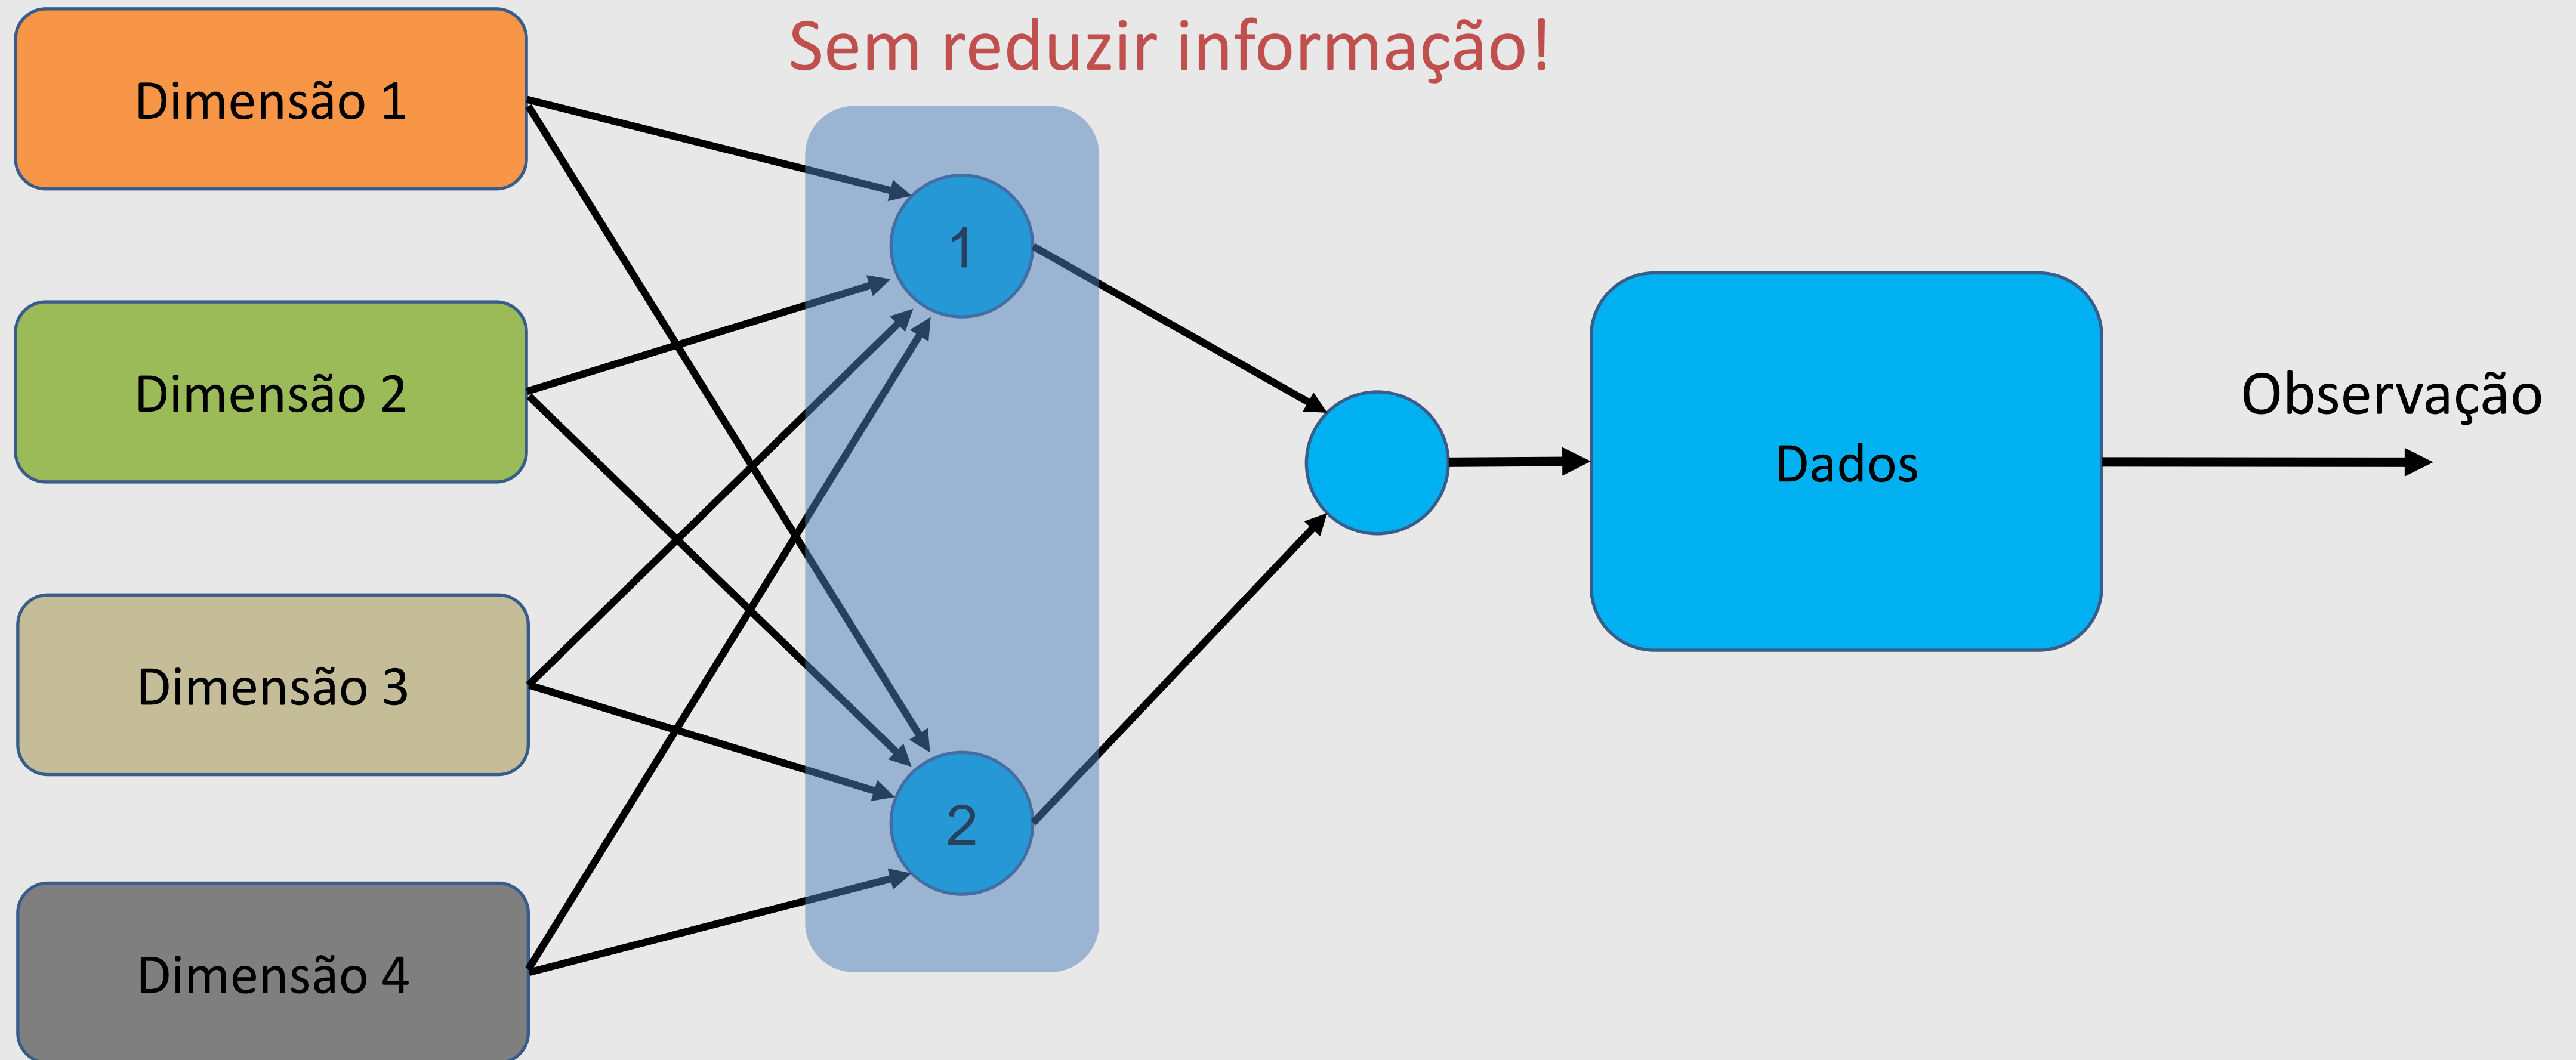 Sem reduzir informação!
Dimensão 1
1
Dimensão 2
Observação
Dados
Dimensão 3
2
Dimensão 4